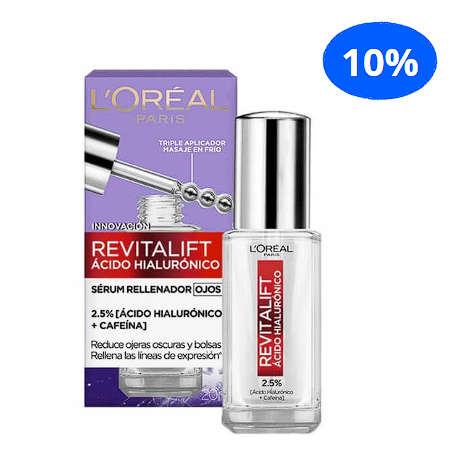 10%
L'ORÉAL
PARIS
TRIPLE APLICADOR
MASAJE EN FRÍO
INNOVACIÓN
REVITALIFT
ÁCIDO HIALURÓNICO
SÉRUM RELLENADOR OJOS
2.5% [ÁCIDO HIALURÓNICO
+ CAFEÍNA]
Reduce ojeras oscuras y bolsas
Rellena las líneas de expresión*
L'ORÉAL
PARIS
REVITALIFT
ÁCIDO HIALURÓNICO
2.5%
[Ácido Hialurónico
+ Cafeína]